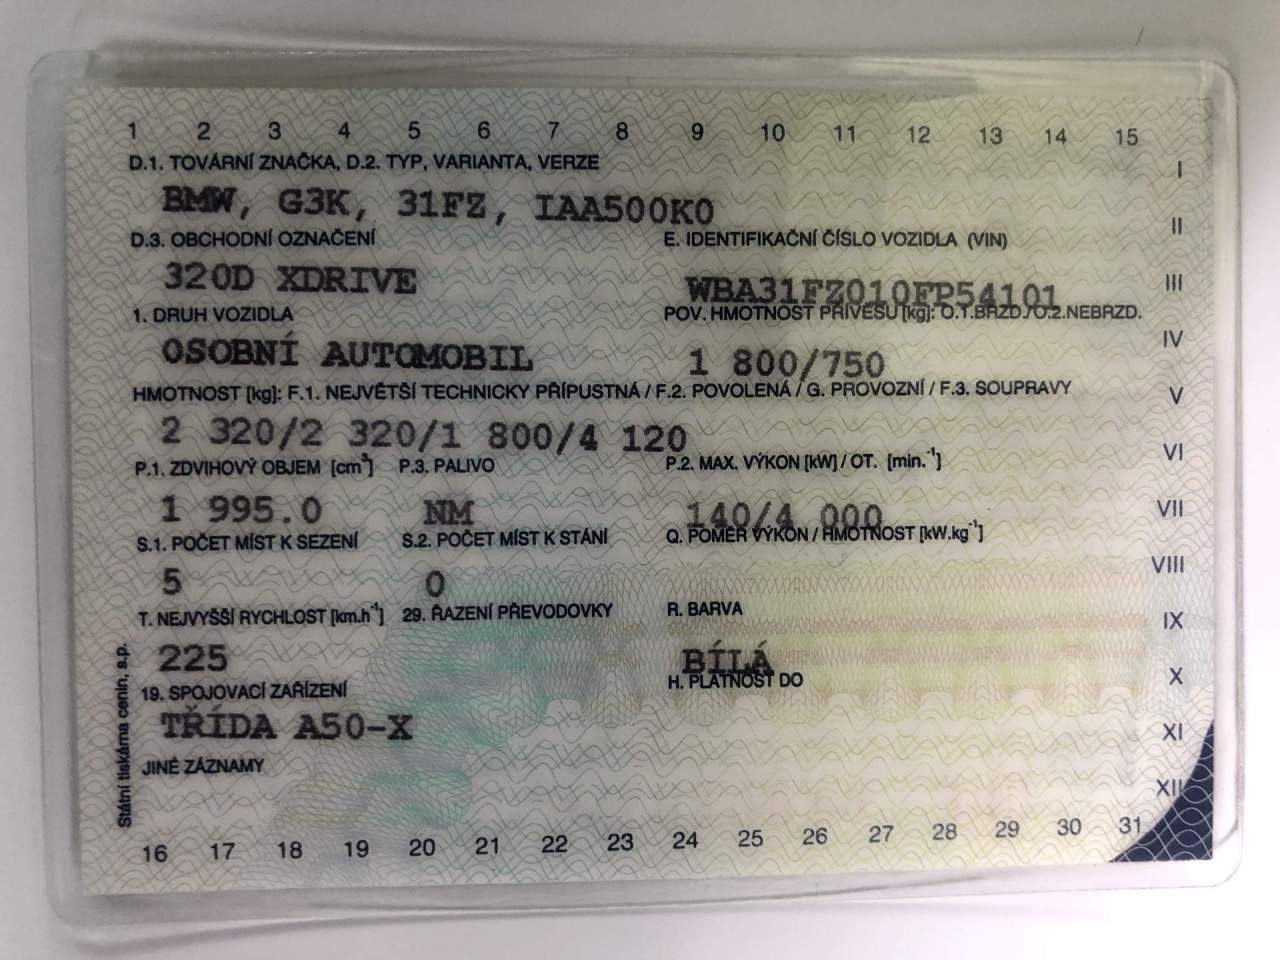 1 2 3 4 5 6 7 8 9 10 11 12 13 14 15
D.1. TOVÁRNÍ ZNAČKA, D.2. TYP, VARIANTA, VERZE
I
BMW, G3K, 31FZ, IAA500K0
II
D.3. OBCHODNÍ OZNAČENÍ E. IDENTIFIKAČNÍ ČÍSLO VOZIDLA (VIN)
320D XDRIVE WBA31FZ010FP54101
III
1. DRUH VOZIDLA POV. HMOTNOST PŘÍVĚSU [kg]: O.1.BRZD./O.2.NEBRZD.
IV
OSOBNÍ AUTOMOBIL 1 800/750
HMOTNOST [kg]: F.1. NEJVĚTŠÍ TECHNICKY PŘÍPUSTNÁ / F.2. POVOLENÁ / G. PROVOZNÍ / F.3. SOUPRAVY
V
2 320/2 320/1 800/4 120
VI
P.1. ZDVIHOVÝ OBJEM [cm³] P.3. PALIVO P.2. MAX. VÝKON [kW] / OT. [min.⁻¹]
1 995.0 NM 140/4 000
VII
S.1. POČET MÍST K SEZENÍ S.2. POČET MÍST K STÁNÍ Q. POMĚR VÝKON / HMOTNOST [kW.kg⁻¹]
VIII
5 0
T. NEJVYŠŠÍ RYCHLOST [km.h⁻¹] 29. ŘAZENÍ PŘEVODOVKY R. BARVA
IX
225 BÍLÁ
X
19. SPOJOVACÍ ZAŘÍZENÍ H. PLATNOST DO
TŘÍDA A50-X
XI
JINÉ ZÁZNAMY
XII
Státní tiskárna cenin, s.p.
16 17 18 19 20 21 22 23 24 25 26 27 28 29 30 31